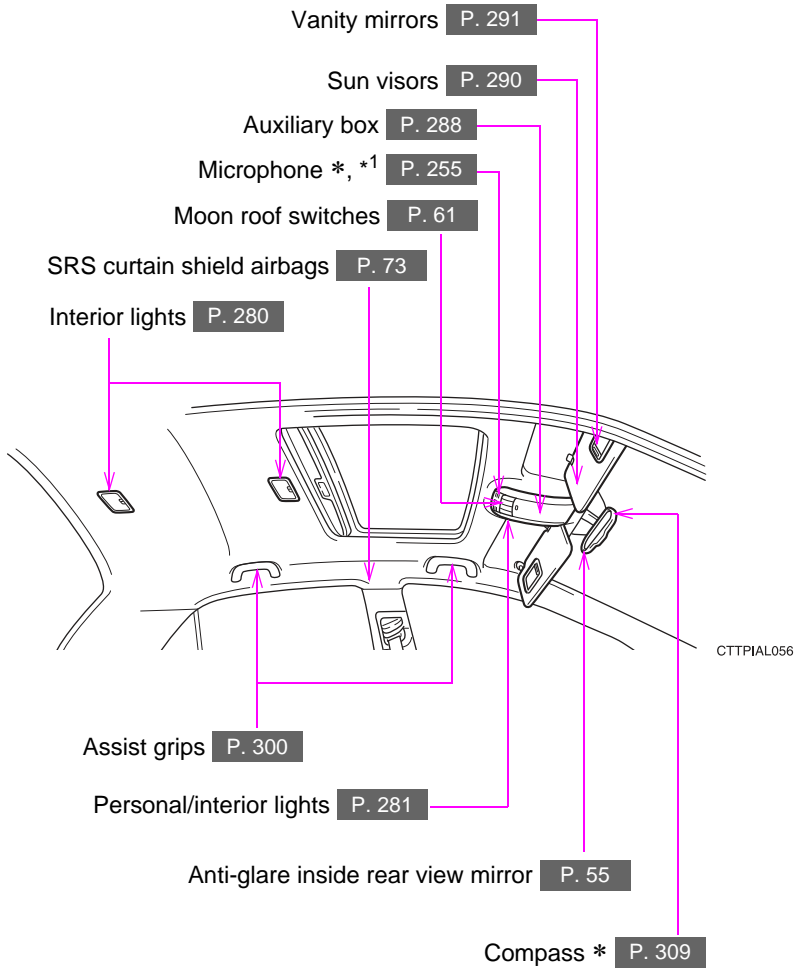 Vanity mirrors P. 291
Sun visors P. 290
Auxiliary box P. 288
Microphone *, *1 P. 255
Moon roof switches P. 61
SRS curtain shield airbags P. 73
Interior lights P. 280
CTTPIAL056
Assist grips P. 300
Personal/interior lights P. 281
Anti-glare inside rear view mirror P. 55
Compass * P. 309